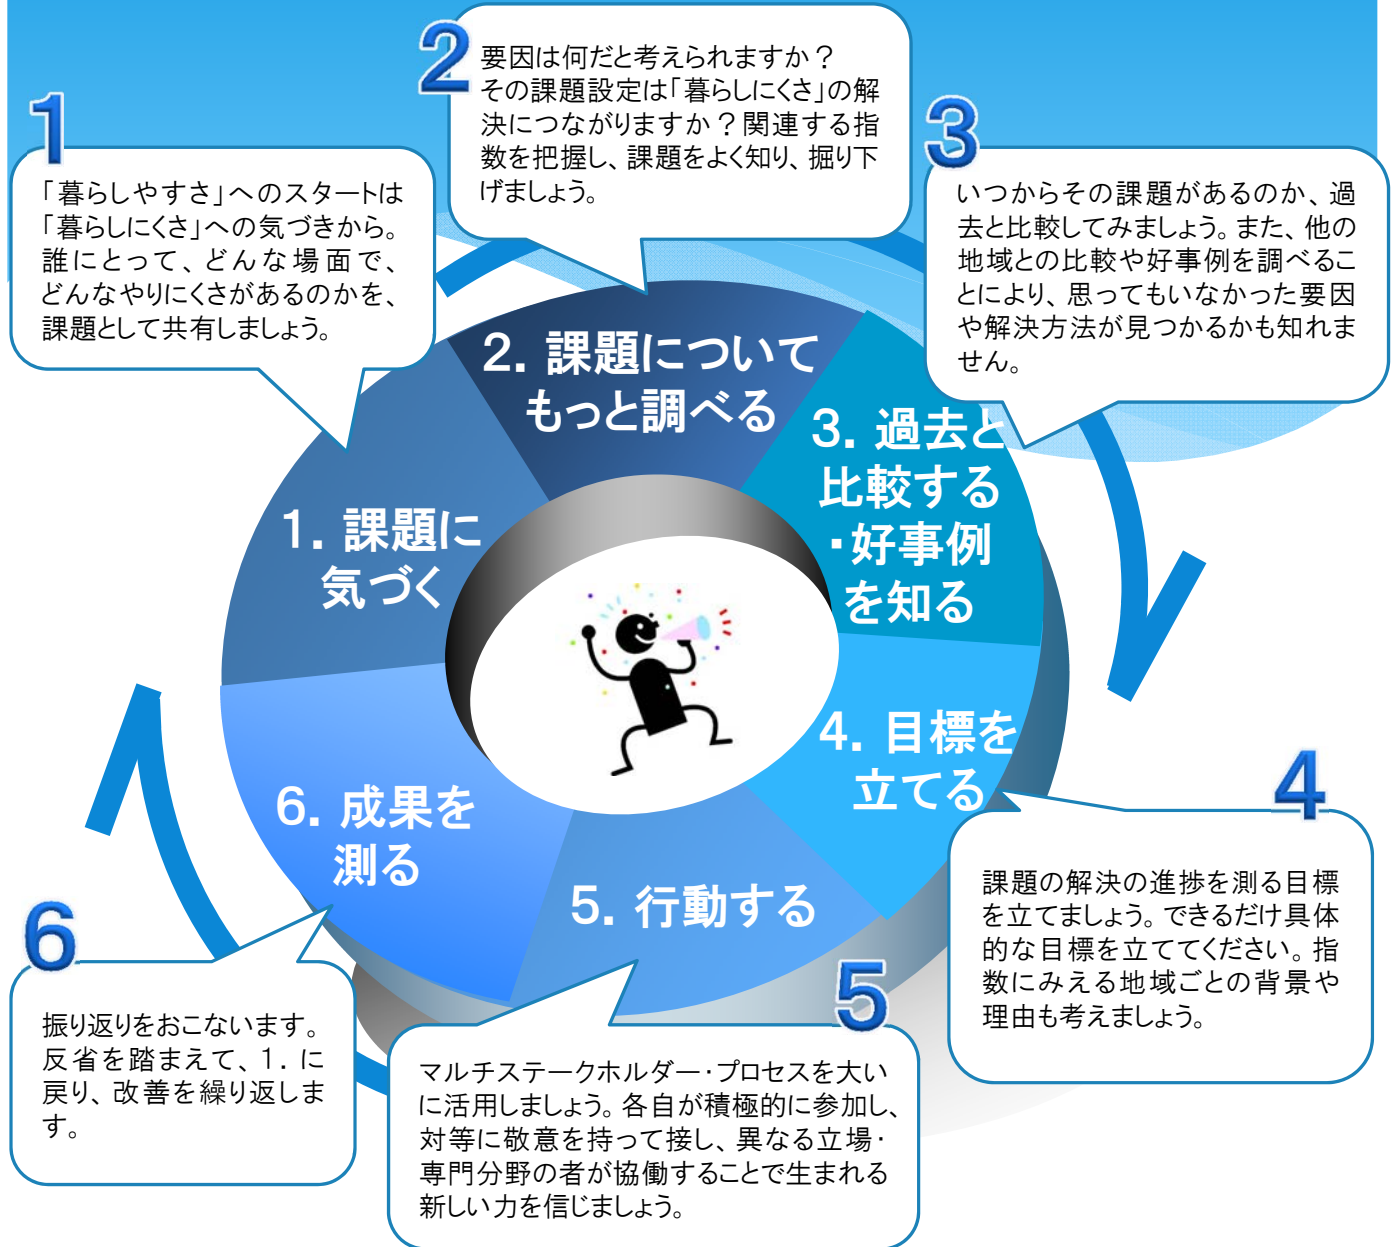 1
「暮らしやすさ」へのスタートは
「暮らしにくさ」への気づきから。
誰にとって、どんな場面で、
どんなやりにくさがあるのかを、
課題として共有しましょう。
2
要因は何だと考えられますか？
その課題設定は「暮らしにくさ」の解
決につながりますか？関連する指
数を把握し、課題をよく知り、掘り下
げましょう。
3
いつからその課題があるのか、過
去と比較してみましょう。また、他の
地域との比較や好事例を調べるこ
とにより、思ってもいなかった要因
や解決方法が見つかるかも知れま
せん。
1．課題に
気づく
2．課題について
もっと調べる
3．過去と
比較する
・好事例
を知る
4．目標を
立てる
5．行動する
6．成果を
測る
4
課題の解決の進捗を測る目標
を立てましょう。できるだけ具体
的な目標を立ててください。指
数にみえる地域ごとの背景や
理由も考えましょう。
5
マルチステークホルダー・プロセスを大い
に活用しましょう。各自が積極的に参加し、
対等に敬意を持って接し、異なる立場・
専門分野の者が協働することで生まれる
新しい力を信じましょう。
6
振り返りをおこないます。
反省を踏まえて、1．に
戻り、改善を繰り返しま
す。